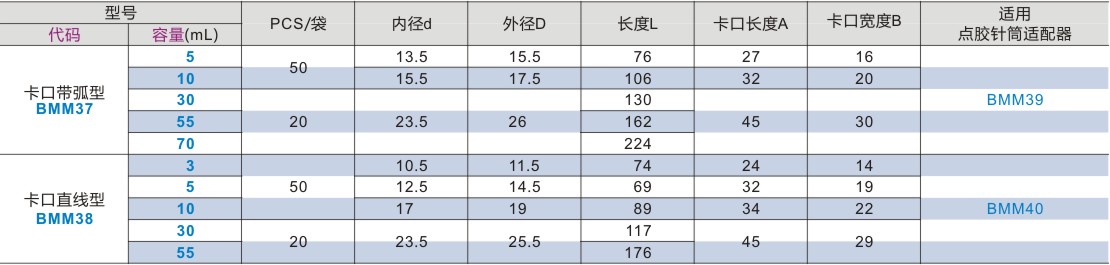 型号 PCS/袋 内径d 外径D 长度L 卡口长度A 卡口宽度B 适用
代码 容量(mL) 点胶针筒适配器
卡口带弧型
BMM37
5 50 13.5 15.5 76 27 16 BMM39
10 15.5 17.5 106 32 20
30 20 23.5 26 130 45 30
55 162
70 224
卡口直线型
BMM38
3 50 10.5 11.5 74 24 14 BMM40
5 12.5 14.5 69 32 19
10 17 19 89 34 22
30 20 23.5 25.5 117 45 29
55 176